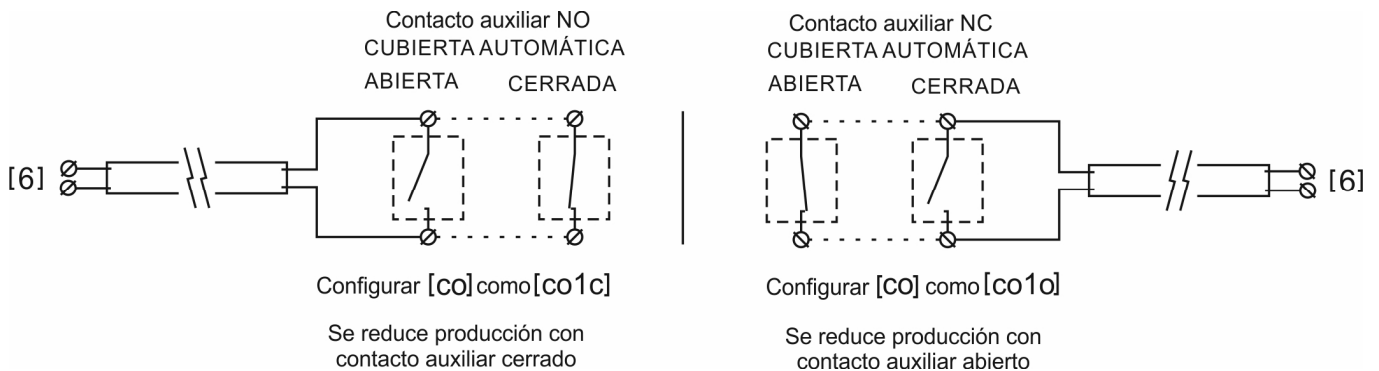 Contacto auxiliar NO
CUBIERTA AUTOMÁTICA
ABIERTA CERRADA
[6]
Configurar [co] como [co1c]
Se reduce producción con
contacto auxiliar cerrado
Contacto auxiliar NC
CUBIERTA AUTOMÁTICA
ABIERTA CERRADA
[6]
Configurar [co] como [co1o]
Se reduce producción con
contacto auxiliar abierto